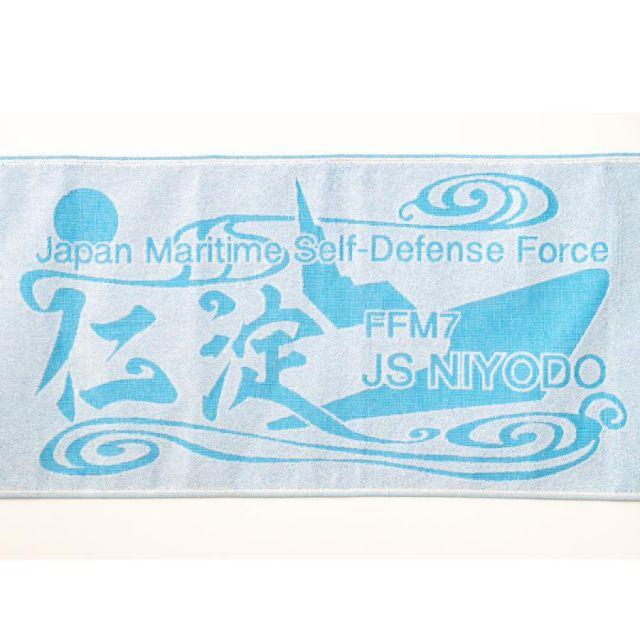 Japan Maritime Self-Defense Force
仁淀
FFM7
JS NIYODO